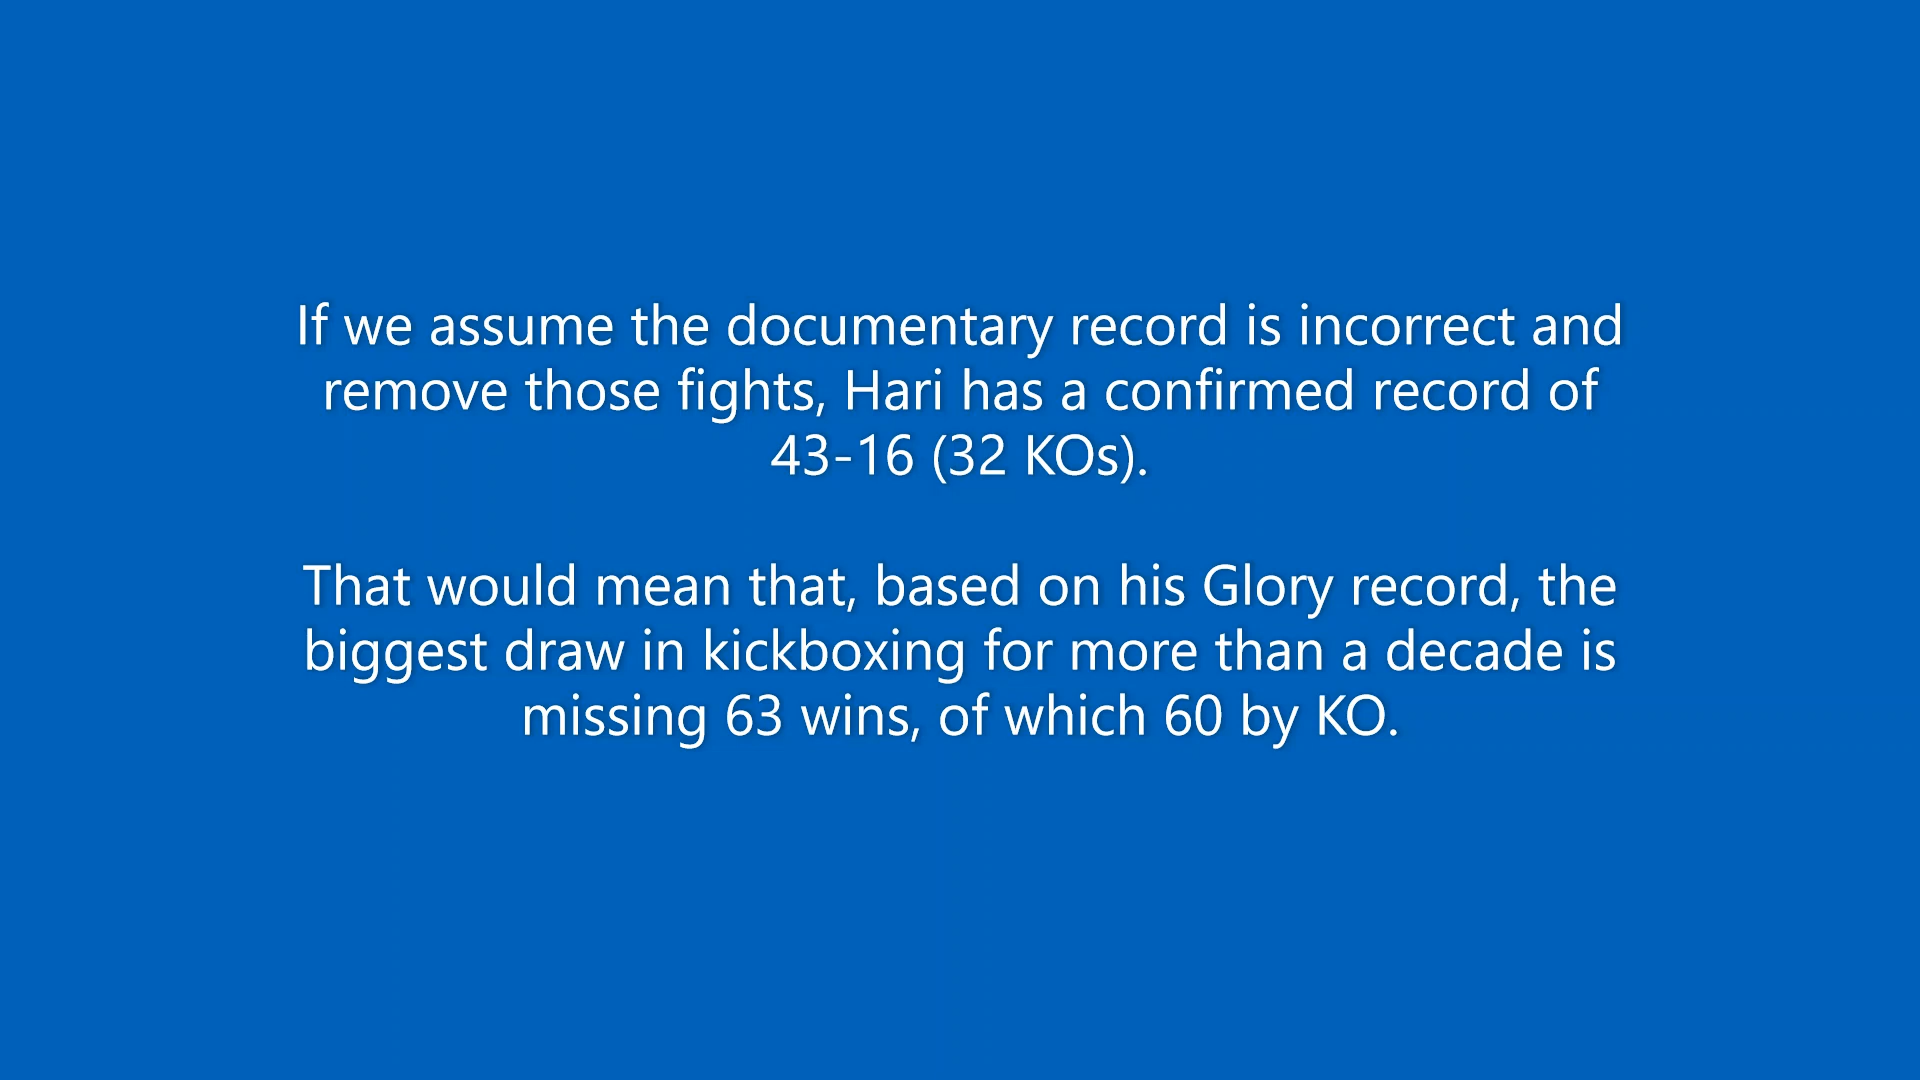 If we assume the documentary record is incorrect and
remove those fights, Hari has a confirmed record of
43-16 (32 KOs).
That would mean that, based on his Glory record, the
biggest draw in kickboxing for more than a decade is
missing 63 wins, of which 60 by KO.